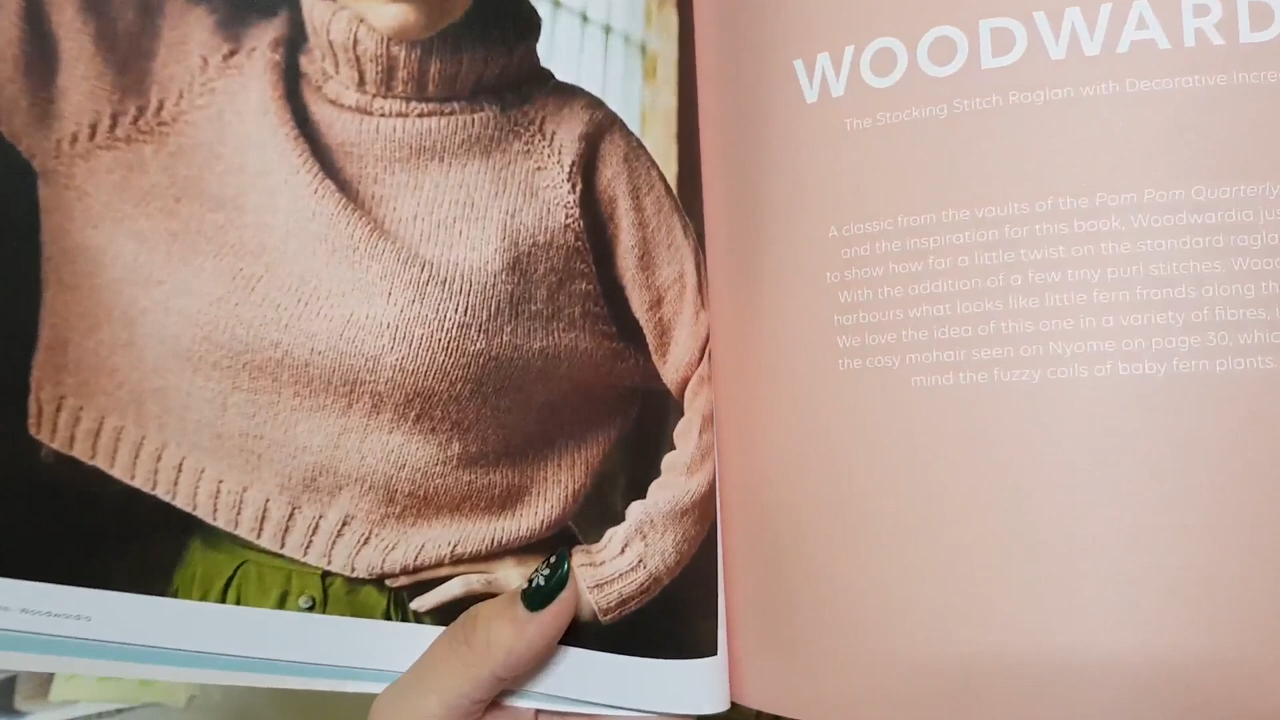 WOODWARD
The Stocking Stitch Raglan with Decorative Incre
A classic from the vaults of the Pom Pom Quarterly
and the inspiration for this book, Woodwardia jus
to show how far a little twist on the standard ragla
With the addition of a few tiny purl stitches, Wood
harbours what looks like little fern fronds along th
We love the idea of this one in a variety of fibres,
the cosy mohair seen on Nyome on page 30, whic
mind the fuzzy coils of baby fern plants.
Woodwardia